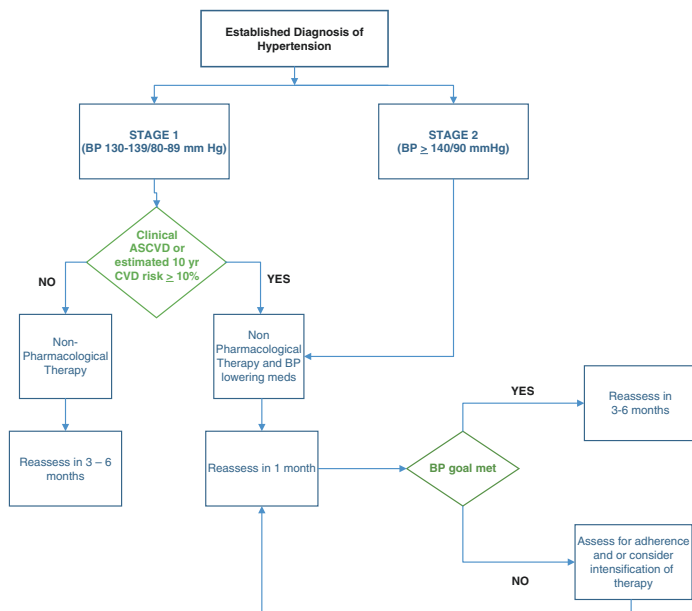 Established Diagnosis of
Hypertension
STAGE 1
(BP 130-139/80-89 mm Hg)
STAGE 2
(BP ≥ 140/90 mmHg)
Clinical
ASCVD or
estimated 10 yr
CVD risk ≥ 10%
NO
YES
Non-
Pharmacological
Therapy
Non
Pharmacological
Therapy and BP
lowering meds
YES
Reassess in
3-6 months
Reassess in 3 – 6
months
Reassess in 1 month
BP goal met
NO
Assess for adherence
and or consider
intensification of
therapy